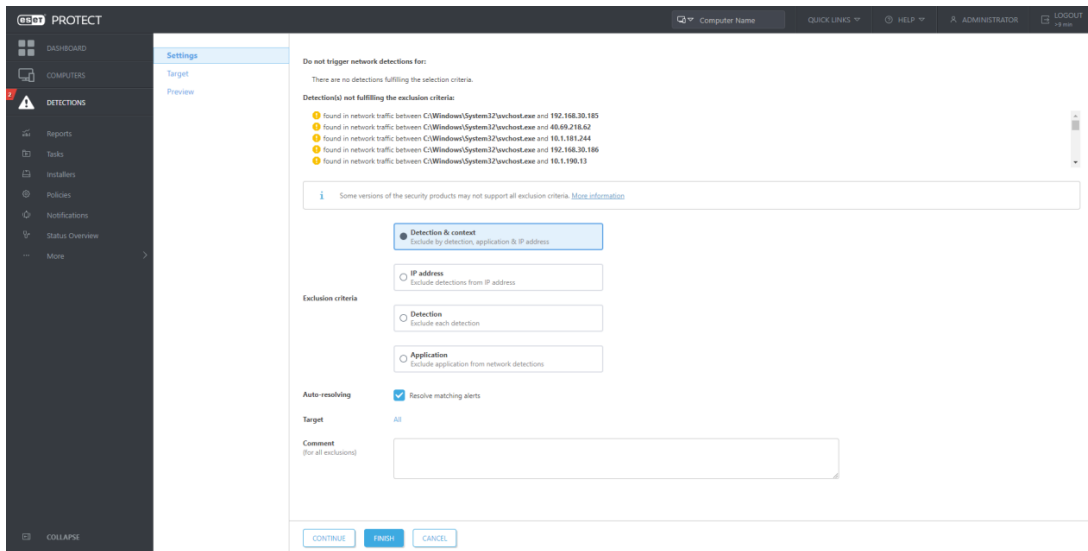 eset PROTECT
Computer Name
QUICK LINKS
HELP
ADMINISTRATOR
LOGOUT
>9 min
DASHBOARD
COMPUTERS
2
DETECTIONS
Reports
Tasks
Installers
Policies
Notifications
Status Overview
More
COLLAPSE
Settings
Target
Preview
Do not trigger network detections for:
There are no detections fulfilling the selection criteria.
Detection(s) not fulfilling the exclusion criteria:
found in network traffic between C:\Windows\System32\svchost.exe and 192.168.30.185
found in network traffic between C:\Windows\System32\svchost.exe and 40.69.218.62
found in network traffic between C:\Windows\System32\svchost.exe and 10.1.181.244
found in network traffic between C:\Windows\System32\svchost.exe and 192.168.30.186
found in network traffic between C:\Windows\System32\svchost.exe and 10.1.190.13
Some versions of the security products may not support all exclusion criteria. More information
Exclusion criteria
Detection & context
Exclude by detection, application & IP address
IP address
Exclude detections from IP address
Detection
Exclude each detection
Application
Exclude application from network detections
Auto-resolving
Resolve matching alerts
Target
All
Comment
(for all exclusions)
CONTINUE
FINISH
CANCEL